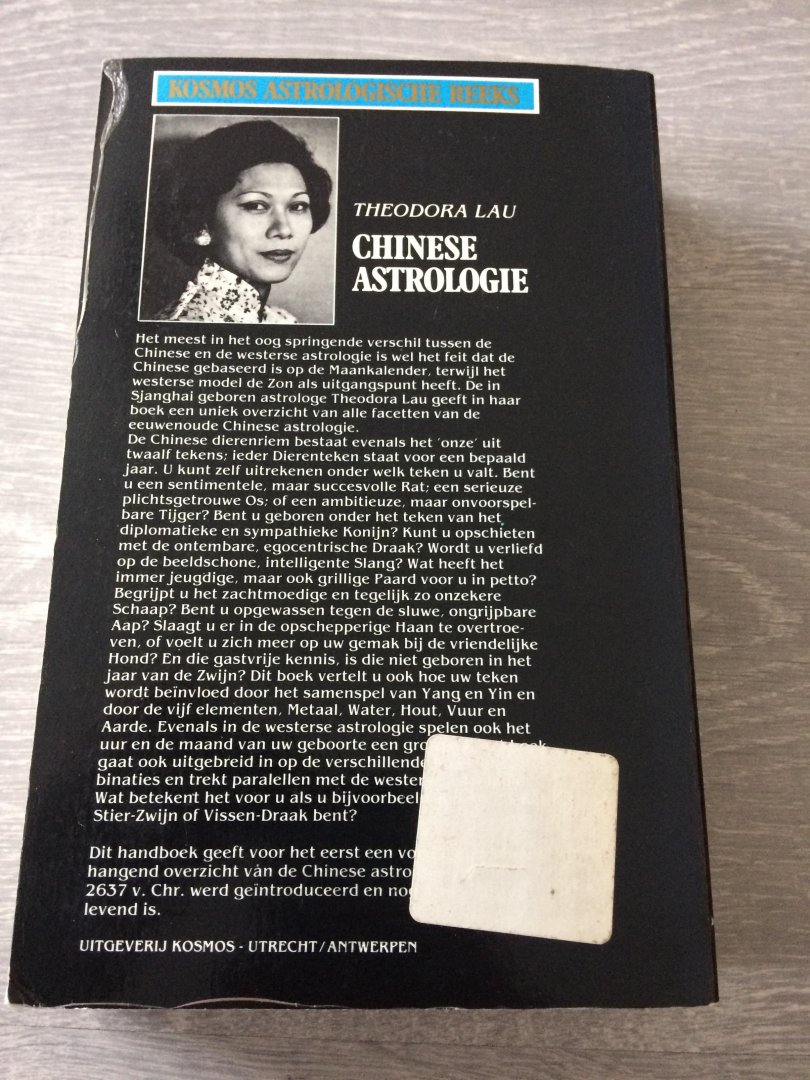 KOSMOS ASTROLOGISCHE REEKS
THEODORA LAU
CHINESE
ASTROLOGIE
Het meest in het oog springende verschil tussen de
Chinese en de westerse astrologie is wel het feit dat de
Chinese gebaseerd is op de Maankalender, terwijl het
westerse model de Zon als uitgangspunt heeft. De in
Sjanghai geboren astrologe Theodora Lau geeft in haar
boek een uniek overzicht van alle facetten van de
eeuwenoude Chinese astrologie.
De Chinese dierenriem bestaat evenals het 'onze' uit
twaalf tekens; ieder Dierenteken staat voor een bepaald
jaar. U kunt zelf uitrekenen onder welk teken u valt. Bent
u een sentimentele, maar succesvolle Rat; een serieuze
plichtsgetrouwe Os; of een ambitieuze, maar onvoorspel-
bare Tijger? Bent u geboren onder het teken van het
diplomatieke en sympathieke Konijn? Kunt u opschieten
met de ontembare, egocentrische Draak? Wordt u verliefd
op de beeldschone, intelligente Slang? Wat heeft het
immer jeugdige, maar ook grillige Paard voor u in petto?
Begrijpt u het zachtmoedige en tegelijk zo onzekere
Schaap? Bent u opgewassen tegen de sluwe, ongrijpbare
Aap? Slaagt u er in de opschepperige Haan te overtroe-
ven, of voelt u zich meer op uw gemak bij de vriendelijke
Hond? En die gastvrije kennis, is die niet geboren in het
jaar van de Zwijn? Dit boek vertelt u ook hoe uw teken
wordt beïnvloed door het samenspel van Yang en Yin en
door de vijf elementen, Metaal, Water, Hout, Vuur en
Aarde. Evenals in de westerse astrologie spelen ook het
uur en de maand van uw geboorte een
gaat ook uitgebreid in op de verschillende
binaties en trekt paralellen met de
Wat betekent het voor u als u
Stier-Zwijn of Vissen-Draak bent?
Dit handboek geeft voor het eerst een
hangend overzicht van de Chinese
2637 v. Chr. werd geïntroduceerd en
levend is.
UITGEVERIJ KOSMOS - UTRECHT/ANTWERPEN